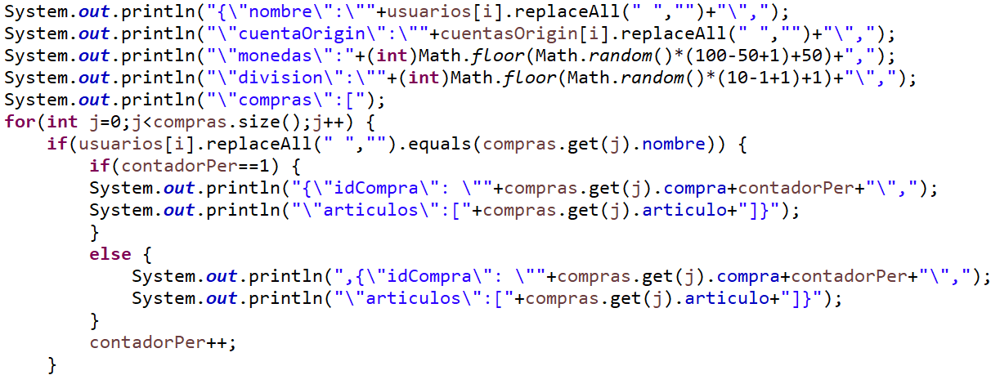 System.out.println("{\"nombre\":\""+usuarios[i].replaceAll(" ","")+"\",");
System.out.println("\"cuentaOrigin\":\""+cuentasOrigin[i].replaceAll(" ","")+"\",");
System.out.println("\"monedas\":"+(int)Math.floor(Math.random()*(100-50+1)+50)+",");
System.out.println("\"division\":\""+(int)Math.floor(Math.random()*(10-1+1)+1)+"\",");
System.out.println("\"compras\":[");
for(int j=0;j<compras.size();j++) {
    if(usuarios[i].replaceAll(" ","").equals(compras.get(j).nombre)) {
        if(contadorPer==1) {
        System.out.println("{\"idCompra\": \""+compras.get(j).compra+contadorPer+"\",");
        System.out.println("\"articulos\":["+compras.get(j).articulo+"]}");
        }
        else {
            System.out.println(",{\"idCompra\": \""+compras.get(j).compra+contadorPer+"\",");
            System.out.println("\"articulos\":["+compras.get(j).articulo+"]}");
        }
        contadorPer++;
    }